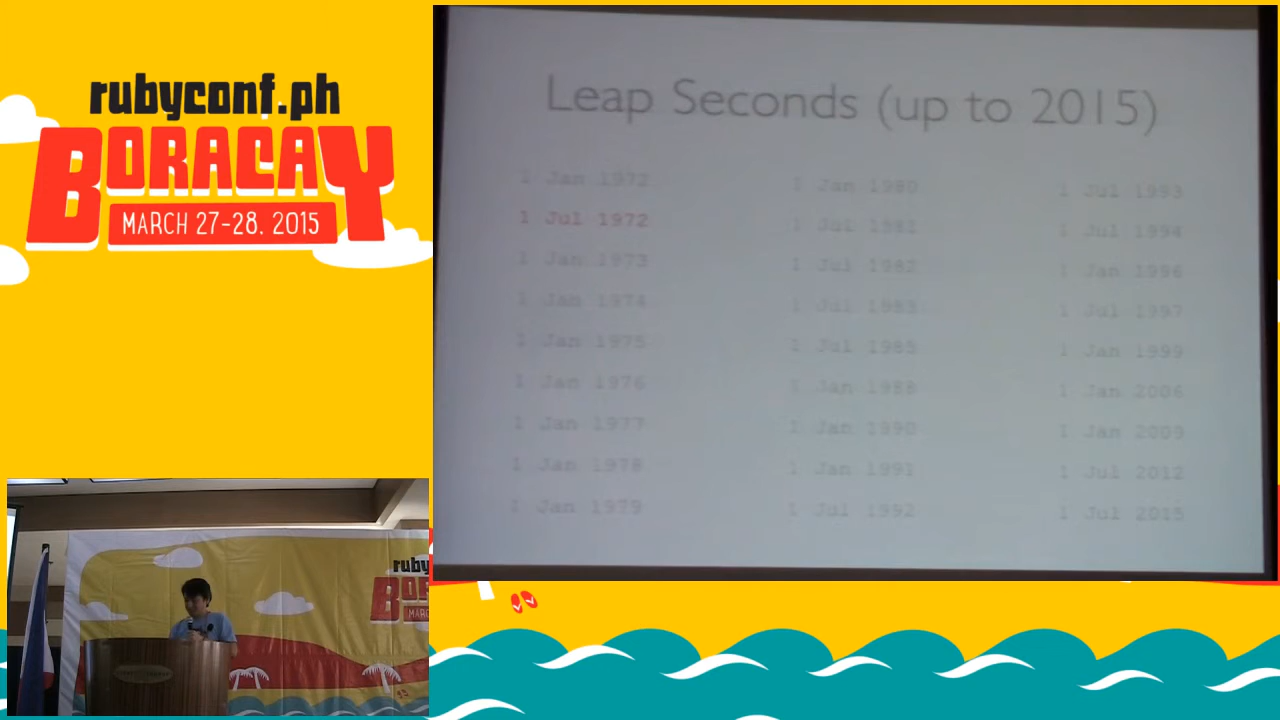 rubyconf.ph
BORACAY
MARCH 27-28, 2015
Leap Seconds (up to 2015)
1 Jan 1972
1 Jul 1972
1 Jan 1973
1 Jan 1974
1 Jan 1975
1 Jan 1976
1 Jan 1977
1 Jan 1978
1 Jan 1979
1 Jan 1980
1 Jul 1981
1 Jul 1982
1 Jul 1983
1 Jul 1985
1 Jan 1988
1 Jan 1990
1 Jan 1991
1 Jul 1992
1 Jul 1993
1 Jul 1994
1 Jan 1996
1 Jul 1997
1 Jan 1999
1 Jan 2006
1 Jan 2009
1 Jul 2012
1 Jul 2015
ruby
BOR
MARC